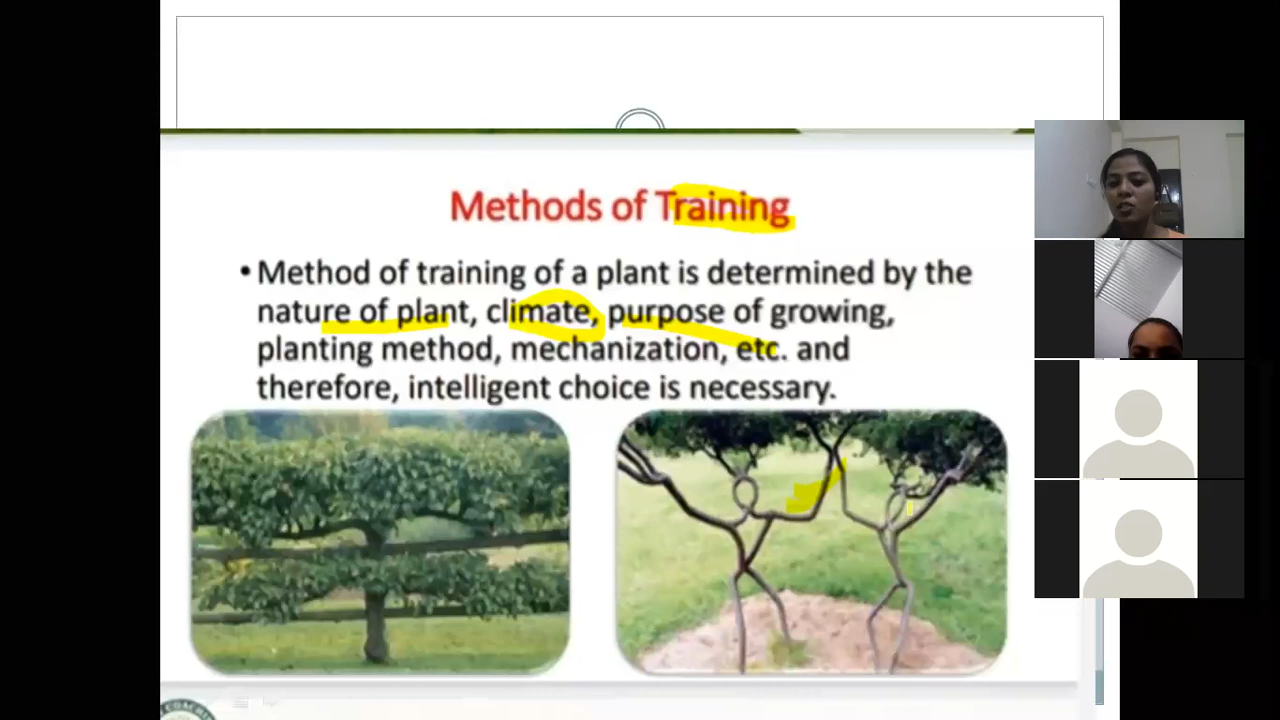 Methods of Training
• Method of training of a plant is determined by the
nature of plant, climate, purpose of growing,
planting method, mechanization, etc. and
therefore, intelligent choice is necessary.